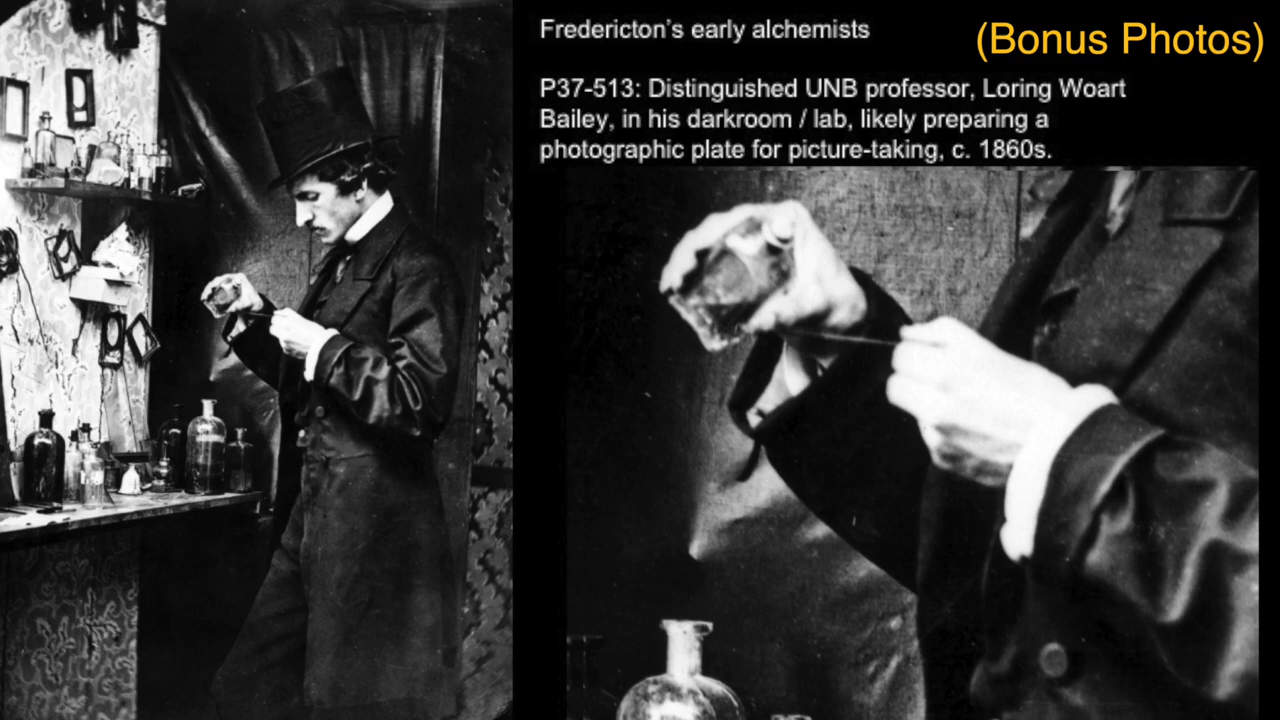 Fredericton's early alchemists
(Bonus Photos)
P37-513: Distinguished UNB professor, Loring Woart
Bailey, in his darkroom / lab, likely preparing a
photographic plate for picture-taking, c. 1860s.